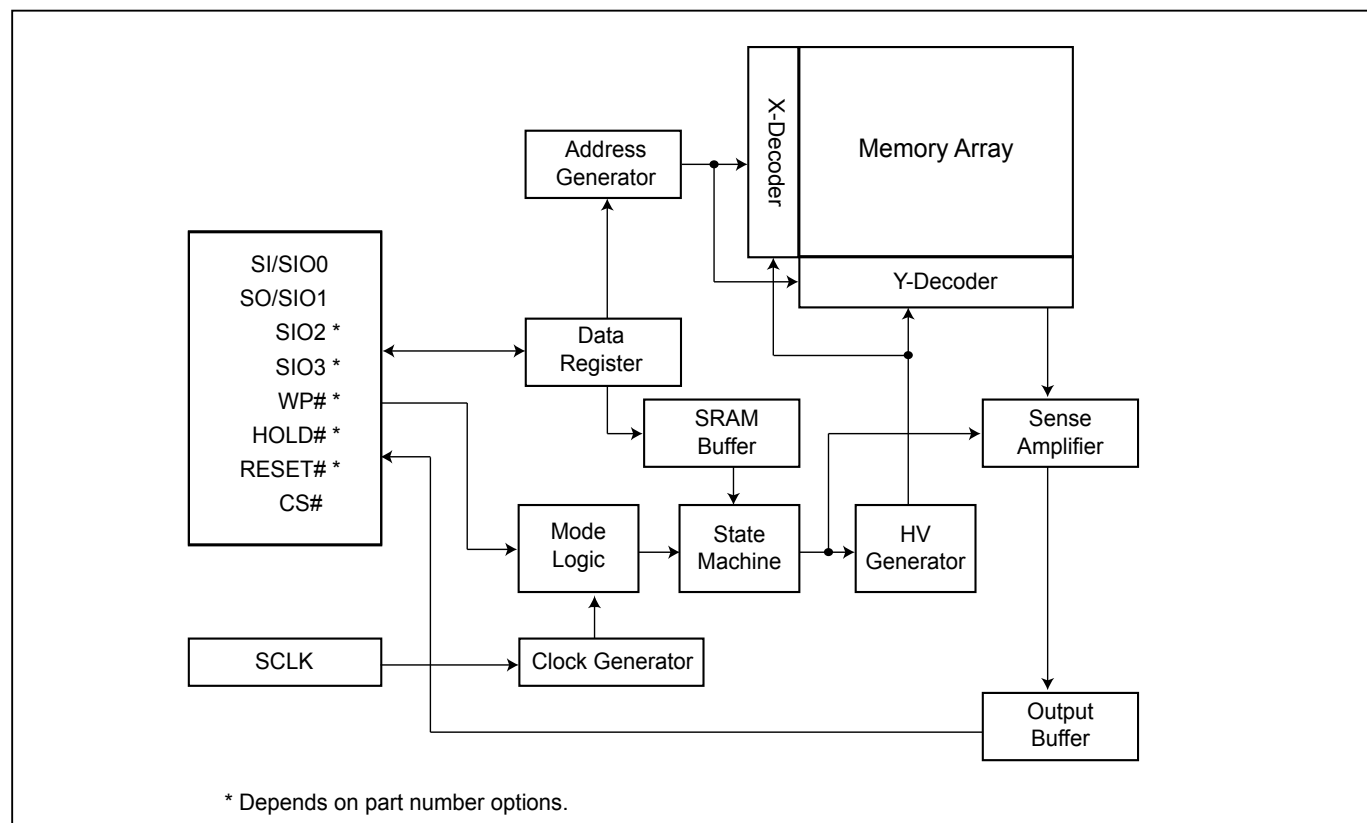 X-Decoder
Memory Array
Address
Generator
Y-Decoder
SI/SIO0
SO/SIO1
SIO2 *
SIO3 *
WP# *
HOLD# *
RESET# *
CS#
Data
Register
SRAM
Buffer
Sense
Amplifier
Mode
Logic
State
Machine
HV
Generator
SCLK
Clock Generator
Output
Buffer
* Depends on part number options.